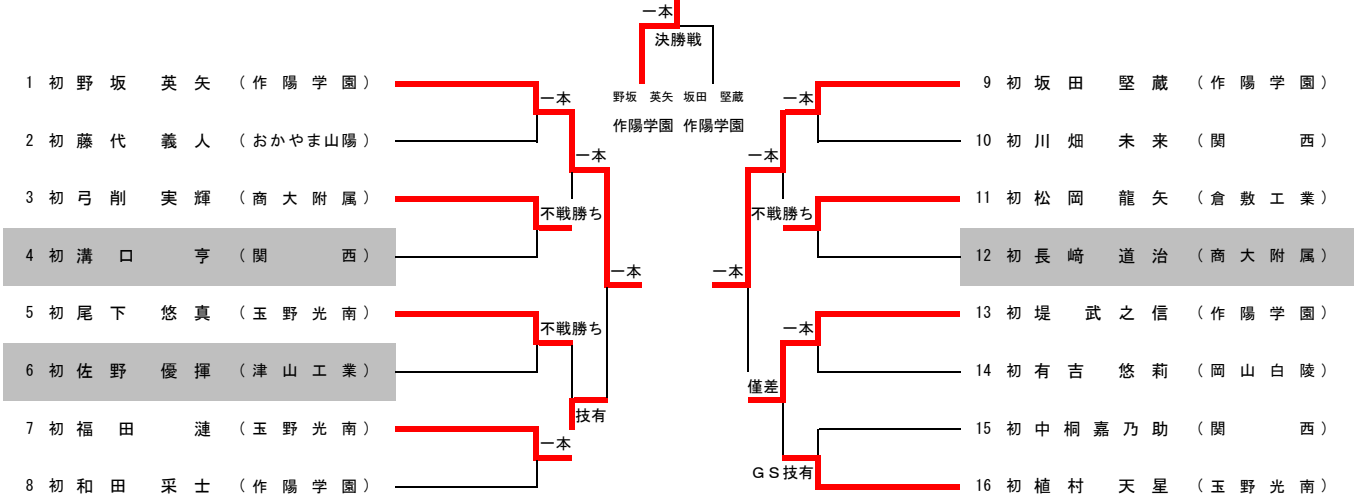 一本
決勝戦
野坂 英矢 坂田 堅蔵
作陽学園 作陽学園
1 初 野坂 英矢 （作陽学園）
2 初 藤代 義人 （おかやま山陽）
3 初 弓削 実輝 （商大附属）
4 初 溝口 亨 （関西）
5 初 尾下 悠真 （玉野光南）
6 初 佐野 優揮 （津山工業）
7 初 福田 漣 （玉野光南）
8 初 和田 采士 （作陽学園）
一本
不戦勝ち
不戦勝ち
一本
一本
技有
一本
一本
一本
一本
不戦勝ち
一本
僅差
ＧＳ技有
9 初 坂田 堅蔵 （作陽学園）
10 初 川畑 未来 （関西）
11 初 松岡 龍矢 （倉敷工業）
12 初 長﨑 道治 （商大附属）
13 初 堤 武之信 （作陽学園）
14 初 有吉 悠莉 （岡山白陵）
15 初 中桐嘉乃助 （関西）
16 初 植村 天星 （玉野光南）